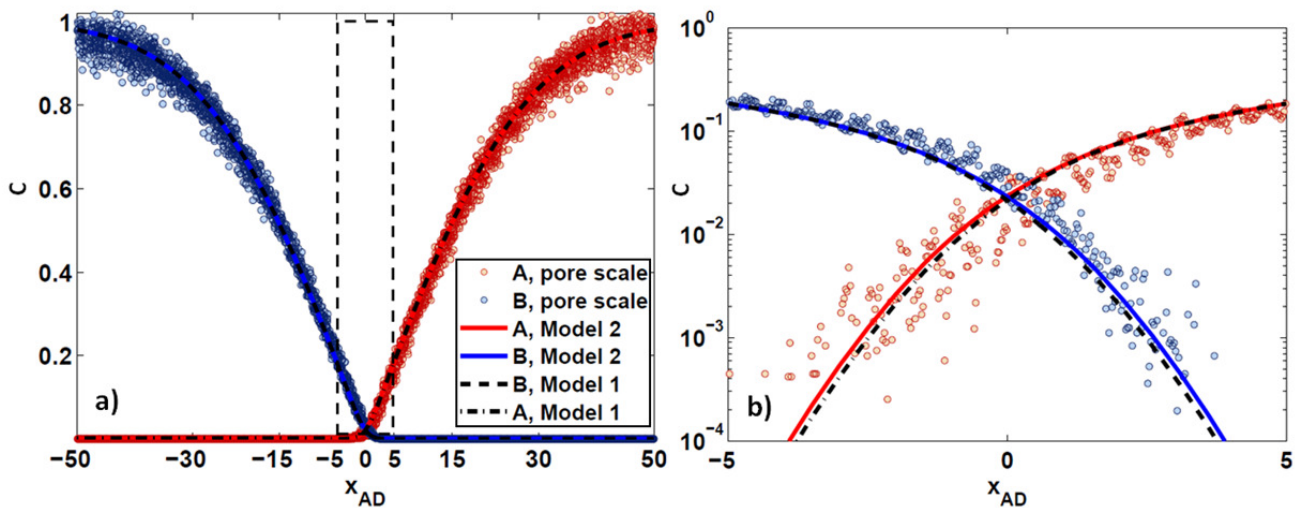 1
0.8
0.6
0.4
0.2
C
a)
A, pore scale
B, pore scale
A, Model 2
B, Model 2
B, Model 1
A, Model 1
-50 -30 -15 -5 0 5 15 30 50
x_AD
10^0
10^-1
10^-2
10^-3
10^-4
C
b)
-5 0 5
x_AD